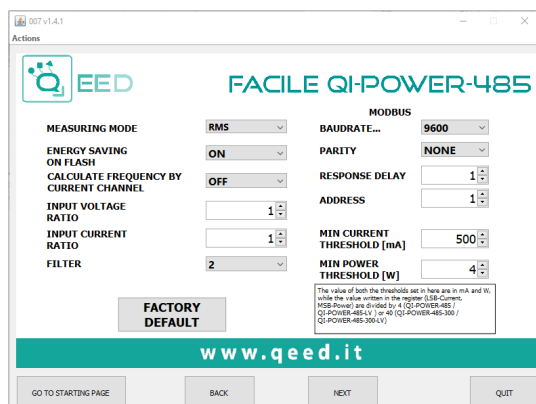 007 v1.4.1
Actions
QEED
FACILE QI-POWER-485
MODBUS
MEASURING MODE
RMS
BAUDRATE...
9600
ENERGY SAVING
ON FLASH
ON
PARITY
NONE
CALCULATE FREQUENCY BY
CURRENT CHANNEL
OFF
RESPONSE DELAY
1
INPUT VOLTAGE
RATIO
1
ADDRESS
1
INPUT CURRENT
RATIO
1
MIN CURRENT
THRESHOLD [mA]
500
FILTER
2
MIN POWER
THRESHOLD [W]
4
The value of both the thresholds set in here are in mA and W,
while the value written in the register (LSB-Current,
MSB-Power) are divided by 4 (QI-POWER-485 /
QI-POWER-485-LV ) or 40 (QI-POWER-485-300 /
QI-POWER-485-300-LV)
FACTORY
DEFAULT
www.qeed.it
GO TO STARTING PAGE
BACK
NEXT
QUIT